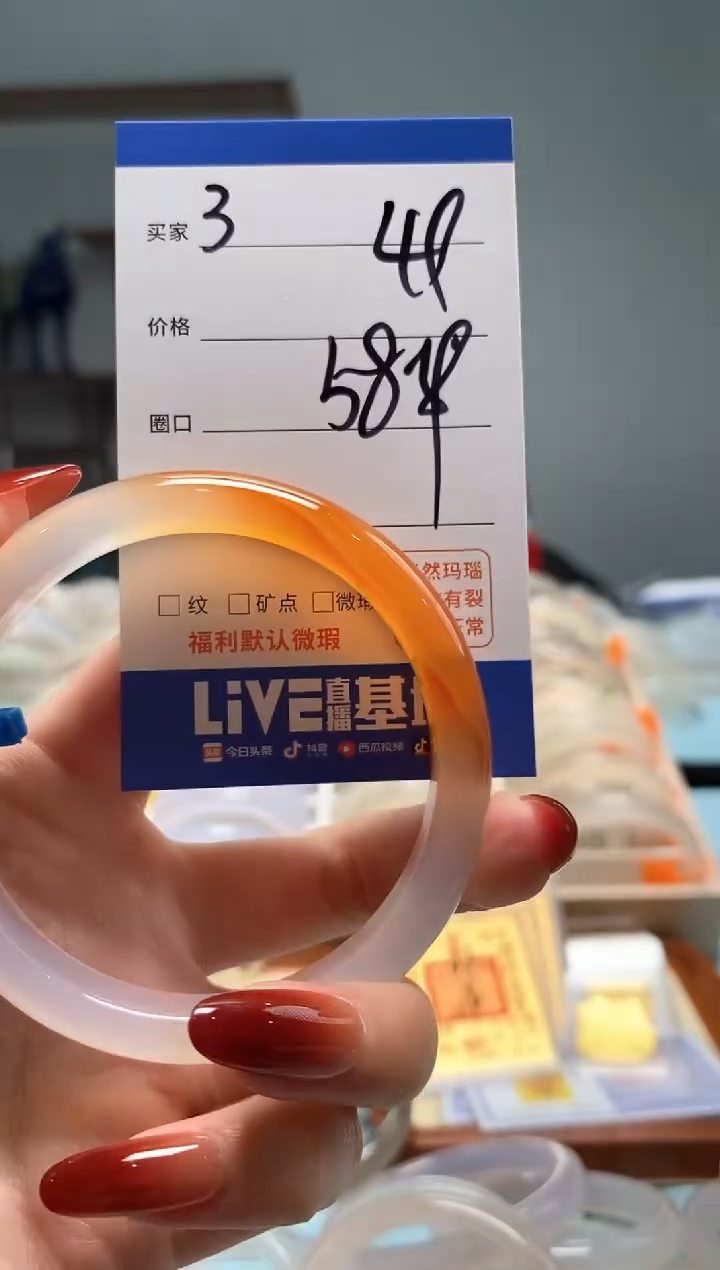 买家 3
49
价格
58
圈口
然玛瑙
有裂
常
□纹 □矿点 □微瑕
福利默认微瑕
LiVE直播基
今日头条 抖音 西瓜视频